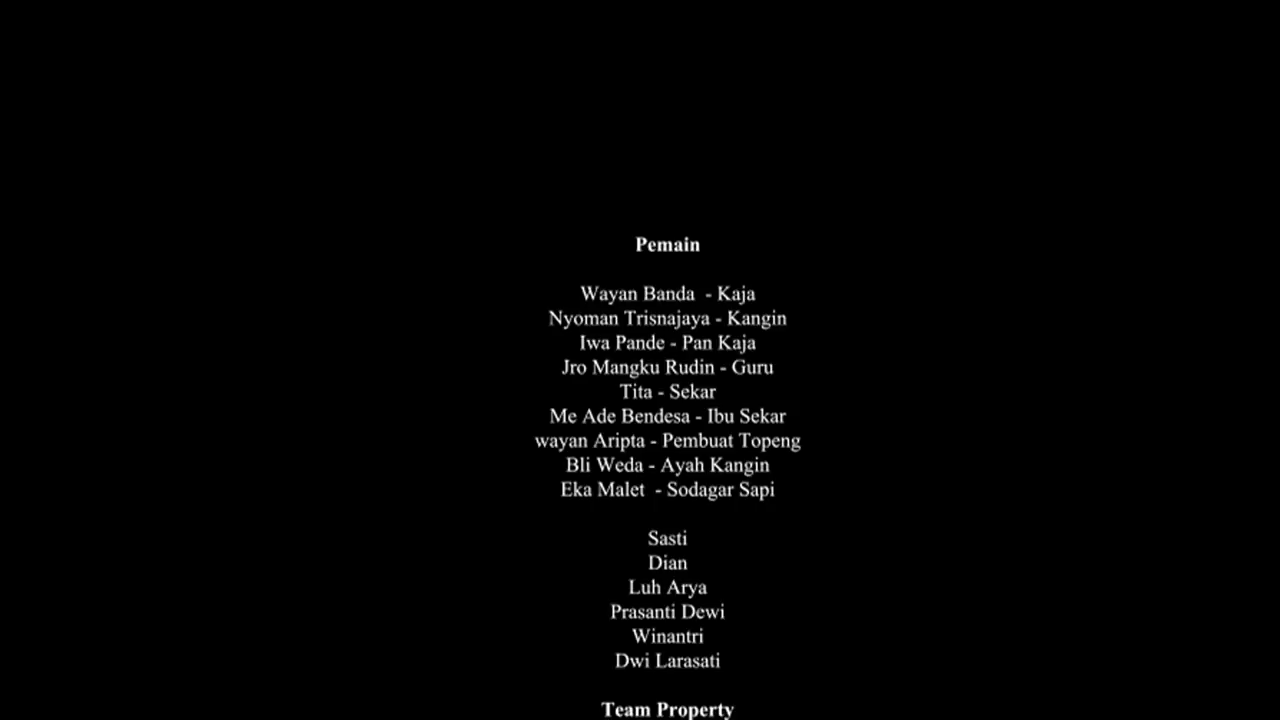 Pemain
Wayan Banda  - Kaja
Nyoman Trisnajaya - Kangin
Iwa Pande - Pan Kaja
Jro Mangku Rudin - Guru
Tita - Sekar
Me Ade Bendesa - Ibu Sekar
wayan Aripta - Pembuat Topeng
Bli Weda - Ayah Kangin
Eka Malet  - Sodagar Sapi
Sasti
Dian
Luh Arya
Prasanti Dewi
Winantri
Dwi Larasati
Team Property